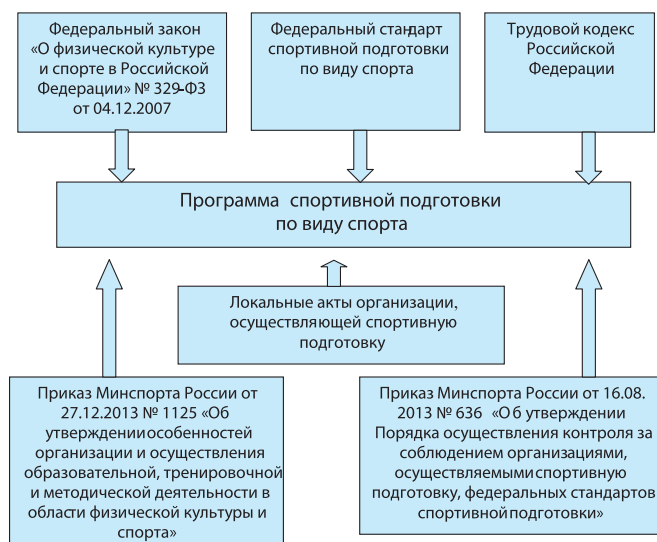 Федеральный закон
«О физической культуре
и спорте в Российской
Федерации» № 329-ФЗ
от 04.12.2007
Федеральный стандарт
спортивной подготовки
по виду спорта
Трудовой кодекс
Российской
Федерации
Программа спортивной подготовки
по виду спорта
Локальные акты организации,
осуществляющей спортивную
подготовку
Приказ Минспорта России от
27.12.2013 № 1125 «Об
утверждении особенностей
организации и осуществления
образовательной, тренировочной
и методической деятельности в
области физической культуры и
спорта»
Приказ Минспорта России от 16.08.
2013 № 636 «Об утверждении
Порядка осуществления контроля за
соблюдением организациями,
осуществляемыми спортивную
подготовку, федеральных стандартов
спортивной подготовки»